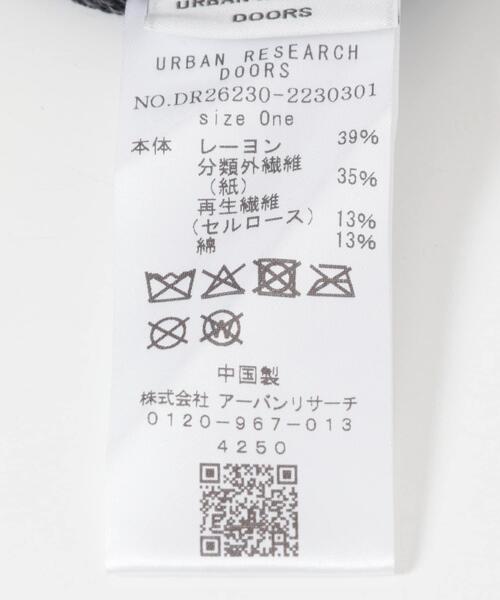 URBAN RESEARCH
DOORS
URBAN RESEARCH
DOORS
NO.DR26230-2230301
size One
本体 レーヨン 39%
分類外繊維
(紙) 35%
再生繊維
(セルロース) 13%
綿 13%
W
中国製
株式会社 アーバンリサーチ
0120-967-013
4250